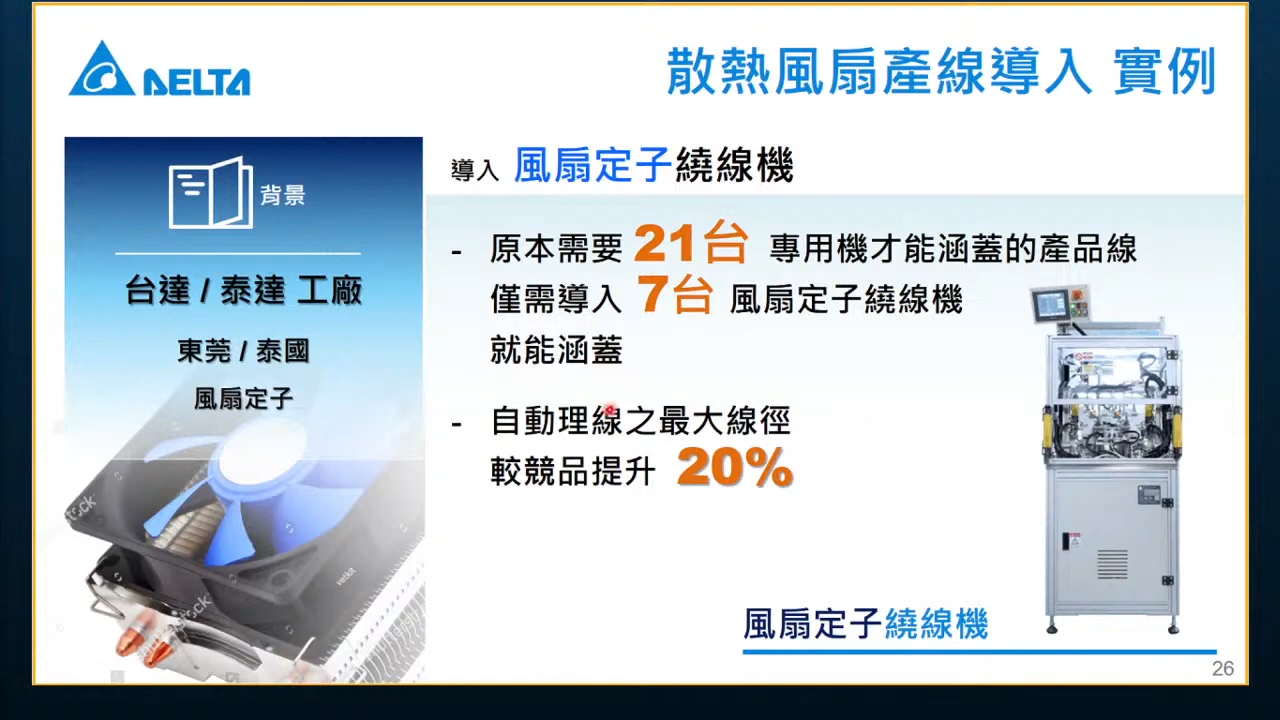 DELTA
散熱風扇產線導入 實例
背景
台達 / 泰達 工廠
東莞 / 泰國
風扇定子
導入 風扇定子繞線機
- 原本需要 21台 專用機才能涵蓋的產品線
僅需導入 7台 風扇定子繞線機
就能涵蓋
- 自動理線之最大線徑
較競品提升 20%
風扇定子繞線機
26